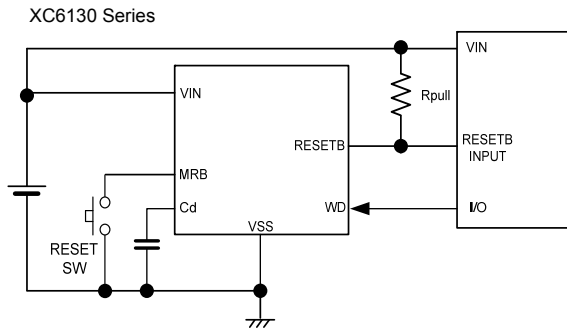 XC6130 Series
VIN
VIN
Rpull
RESETB
RESETB
INPUT
MRB
Cd
WD
I/O
VSS
RESET
SW